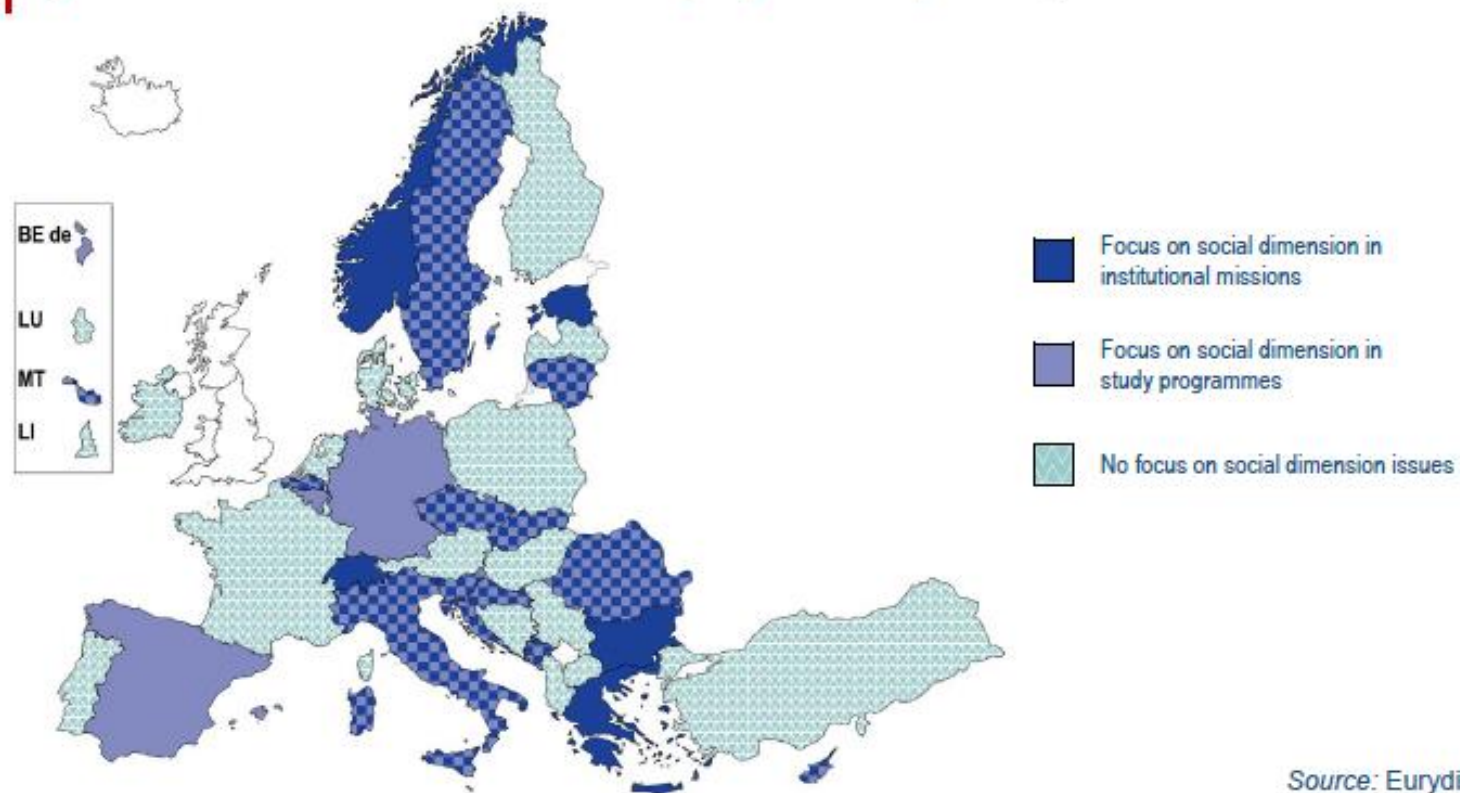 BE de
LU
MT
LI
Focus on social dimension in
institutional missions
Focus on social dimension in
study programmes
No focus on social dimension issues
Source: Eurydi